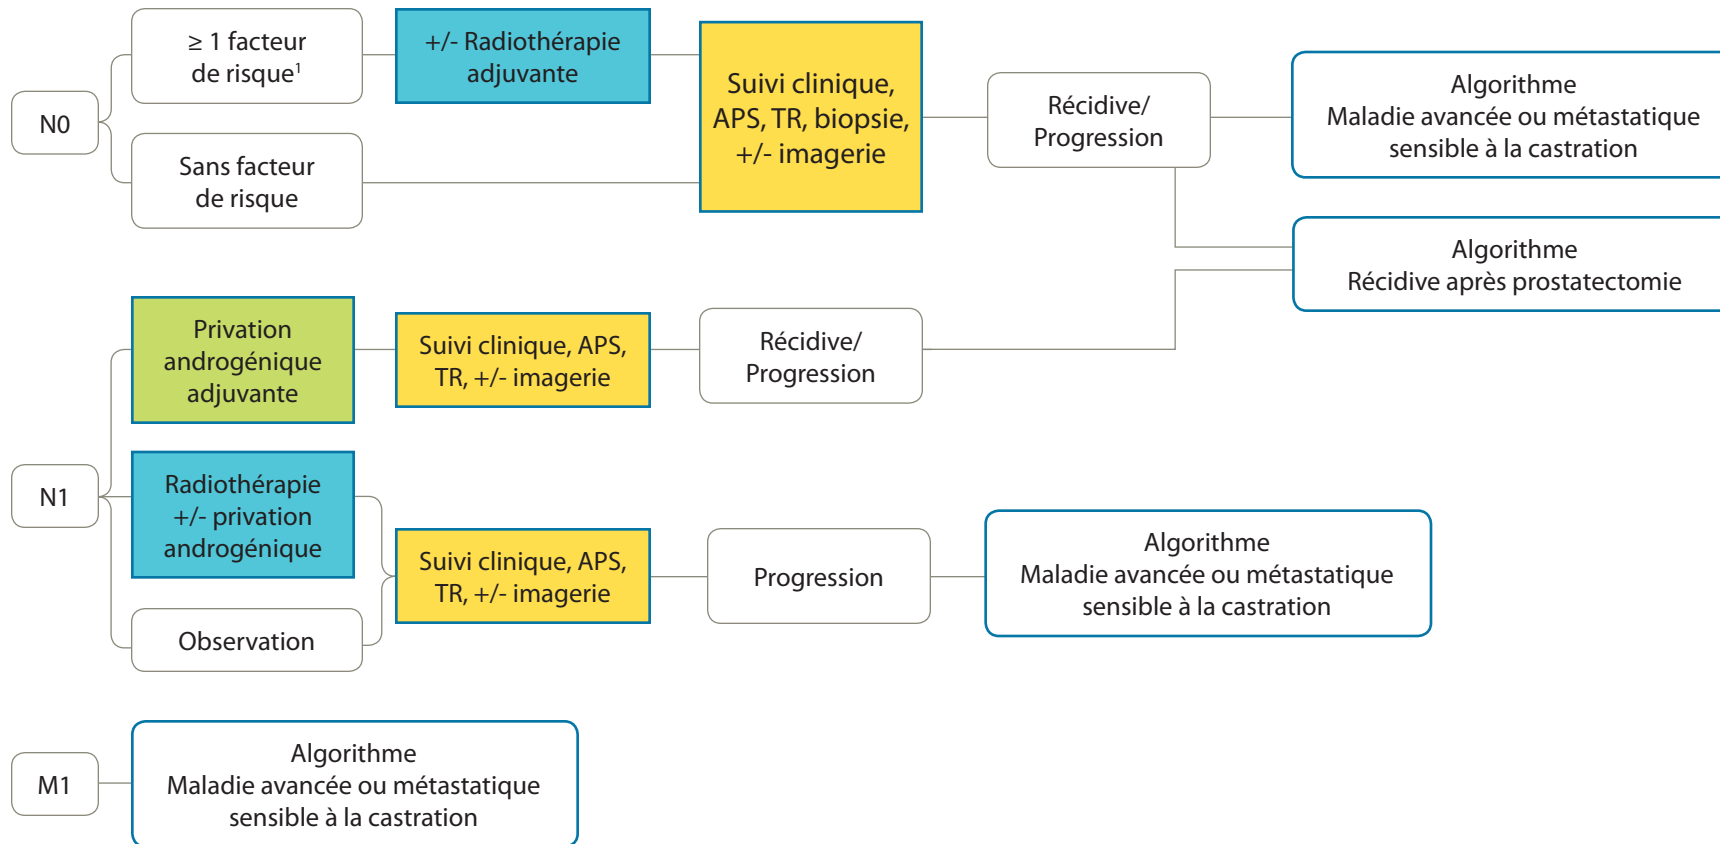 N0
≥ 1 facteur
de risque¹
+/- Radiothérapie
adjuvante
Sans facteur
de risque
Suivi clinique,
APS, TR, biopsie,
+/- imagerie
Récidive/
Progression
Algorithme
Maladie avancée ou métastatique
sensible à la castration
Algorithme
Récidive après prostatectomie
N1
Privation
androgénique
adjuvante
Suivi clinique, APS,
TR, +/- imagerie
Récidive/
Progression
Radiothérapie
+/- privation
androgénique
Observation
Suivi clinique, APS,
TR, +/- imagerie
Progression
Algorithme
Maladie avancée ou métastatique
sensible à la castration
M1
Algorithme
Maladie avancée ou métastatique
sensible à la castration